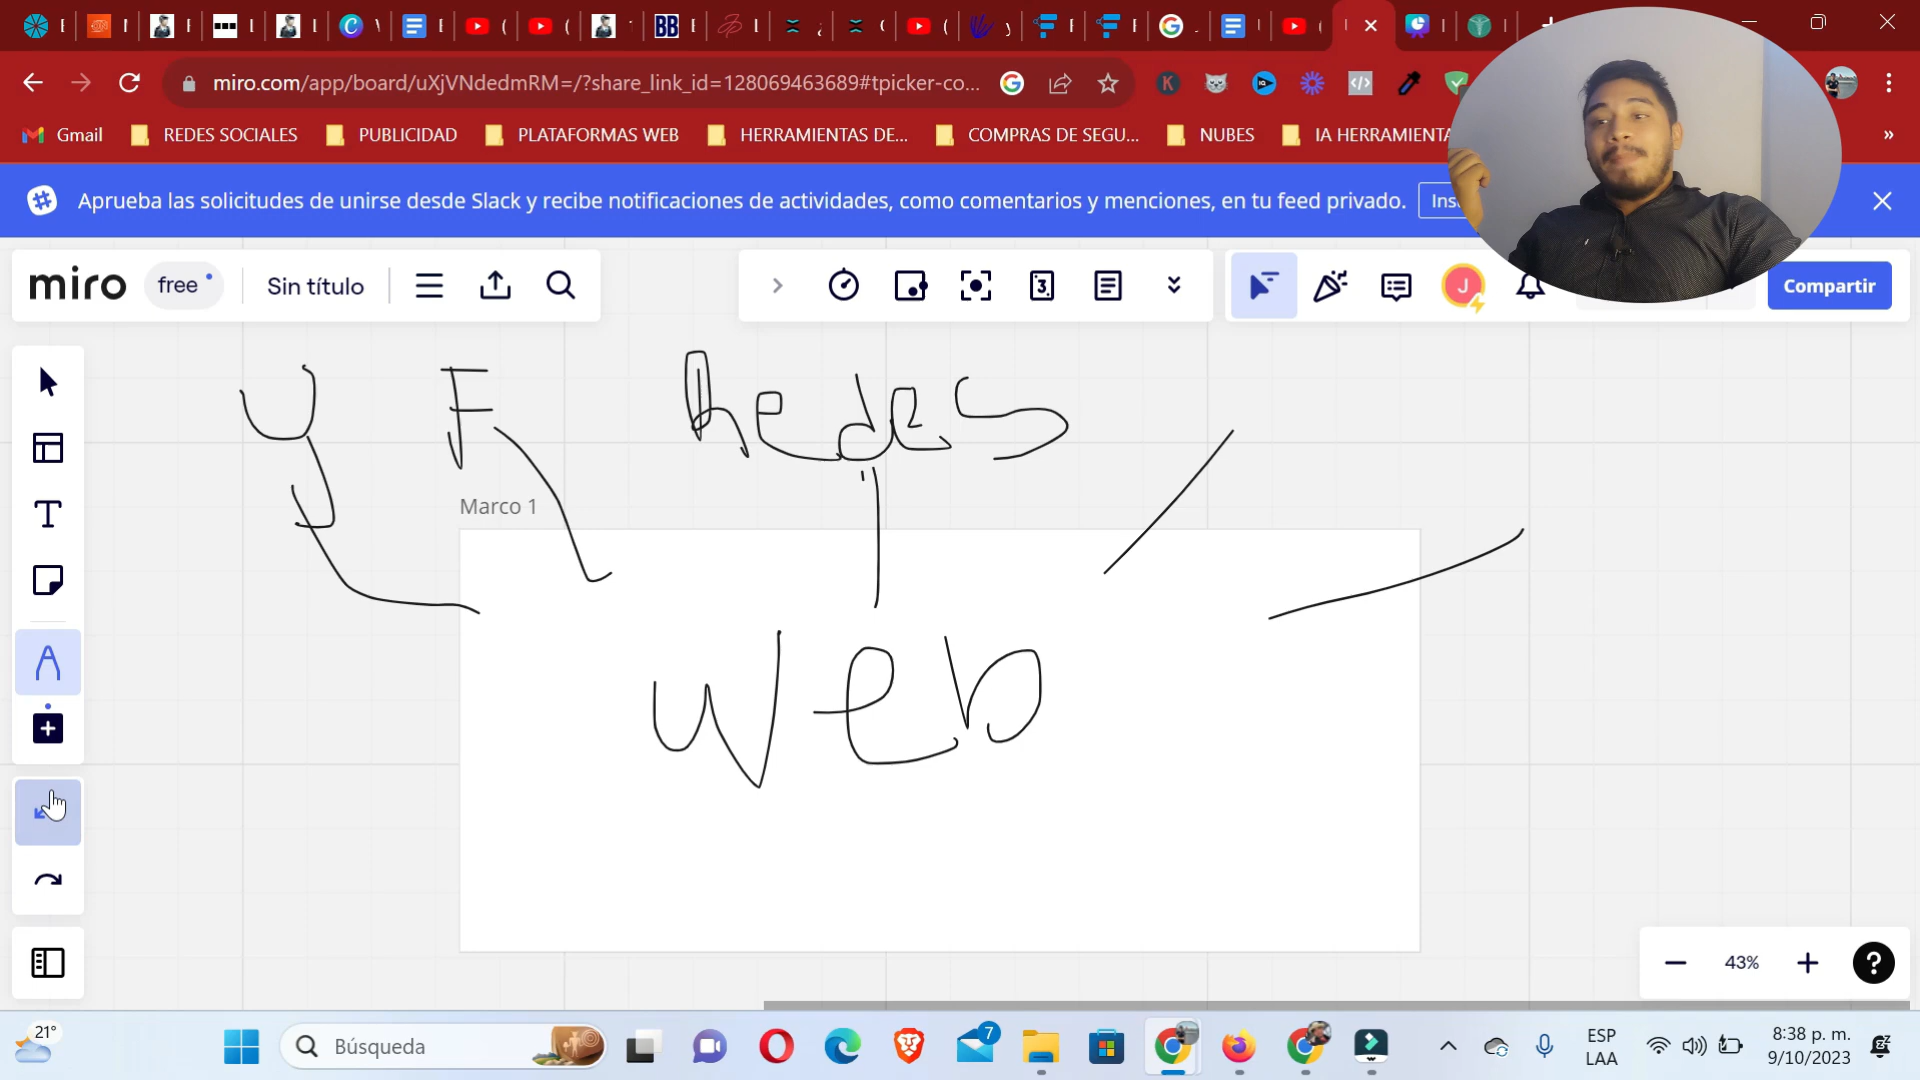 miro.com/app/board/uXjVNdedmRM=/?share_link_id=128069463689#tpicker-co...
Gmail
REDES SOCIALES
PUBLICIDAD
PLATAFORMAS WEB
HERRAMIENTAS DE...
COMPRAS DE SEGU...
NUBES
IA HERRAMIENTA
»
Aprueba las solicitudes de unirse desde Slack y recibe notificaciones de actividades, como comentarios y menciones, en tu feed privado.
miro
free
Sin título
J
Compartir
y F Redes
Marco 1
Web
43%
21°
Búsqueda
7
ESP
LAA
8:38 p. m.
9/10/2023